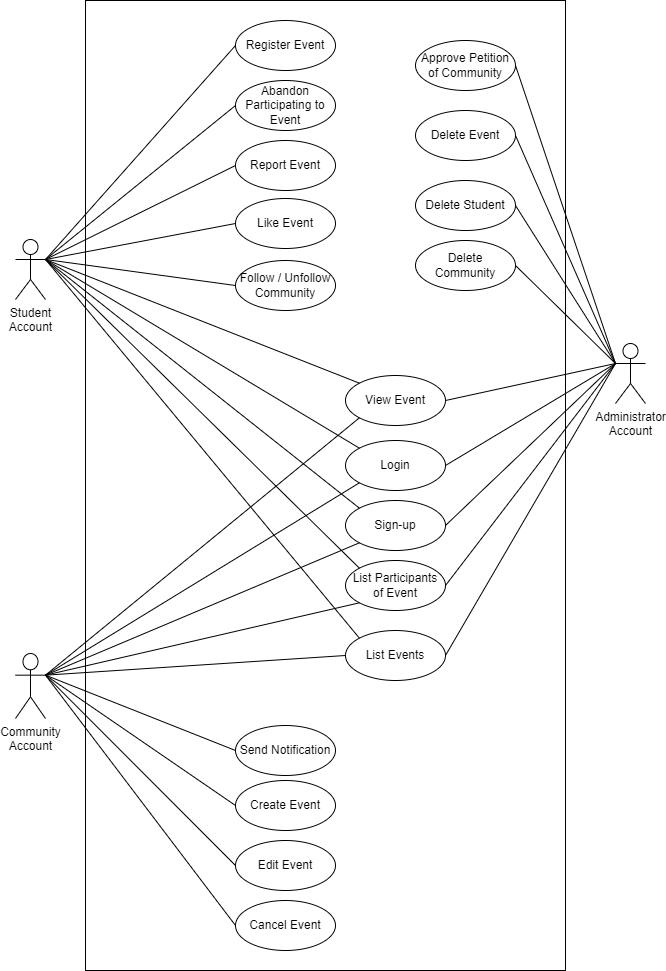 Register Event
Approve Petition
of Community
Abandon
Participating to
Event
Delete Event
Report Event
Delete Student
Like Event
Delete
Community
Follow / Unfollow
Community
Student
Account
View Event
Administrator
Account
Login
Sign-up
List Participants
of Event
List Events
Community
Account
Send Notification
Create Event
Edit Event
Cancel Event